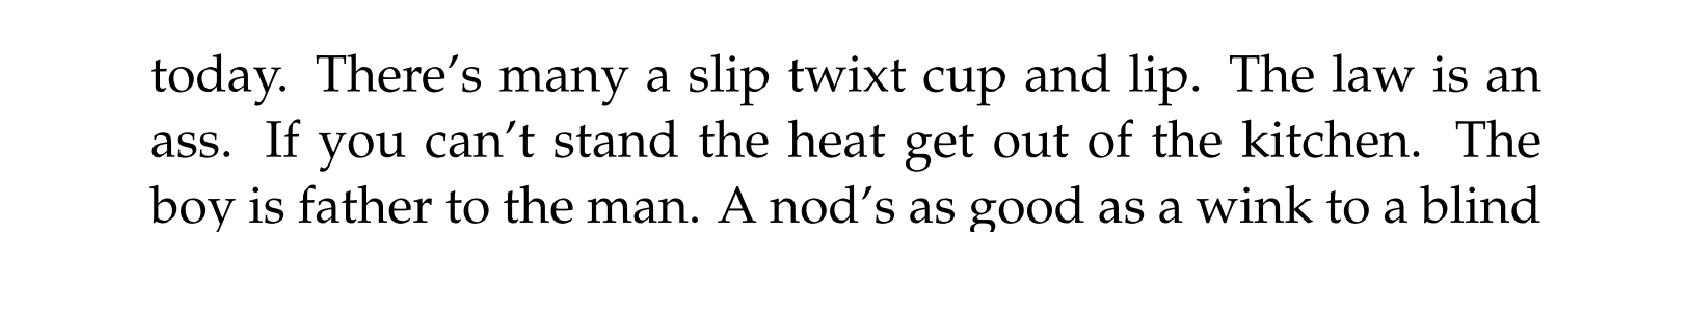 today. There’s many a slip twixt cup and lip. The law is an
ass. If you can’t stand the heat get out of the kitchen. The
boy is father to the man. A nod’s as good as a wink to a blind